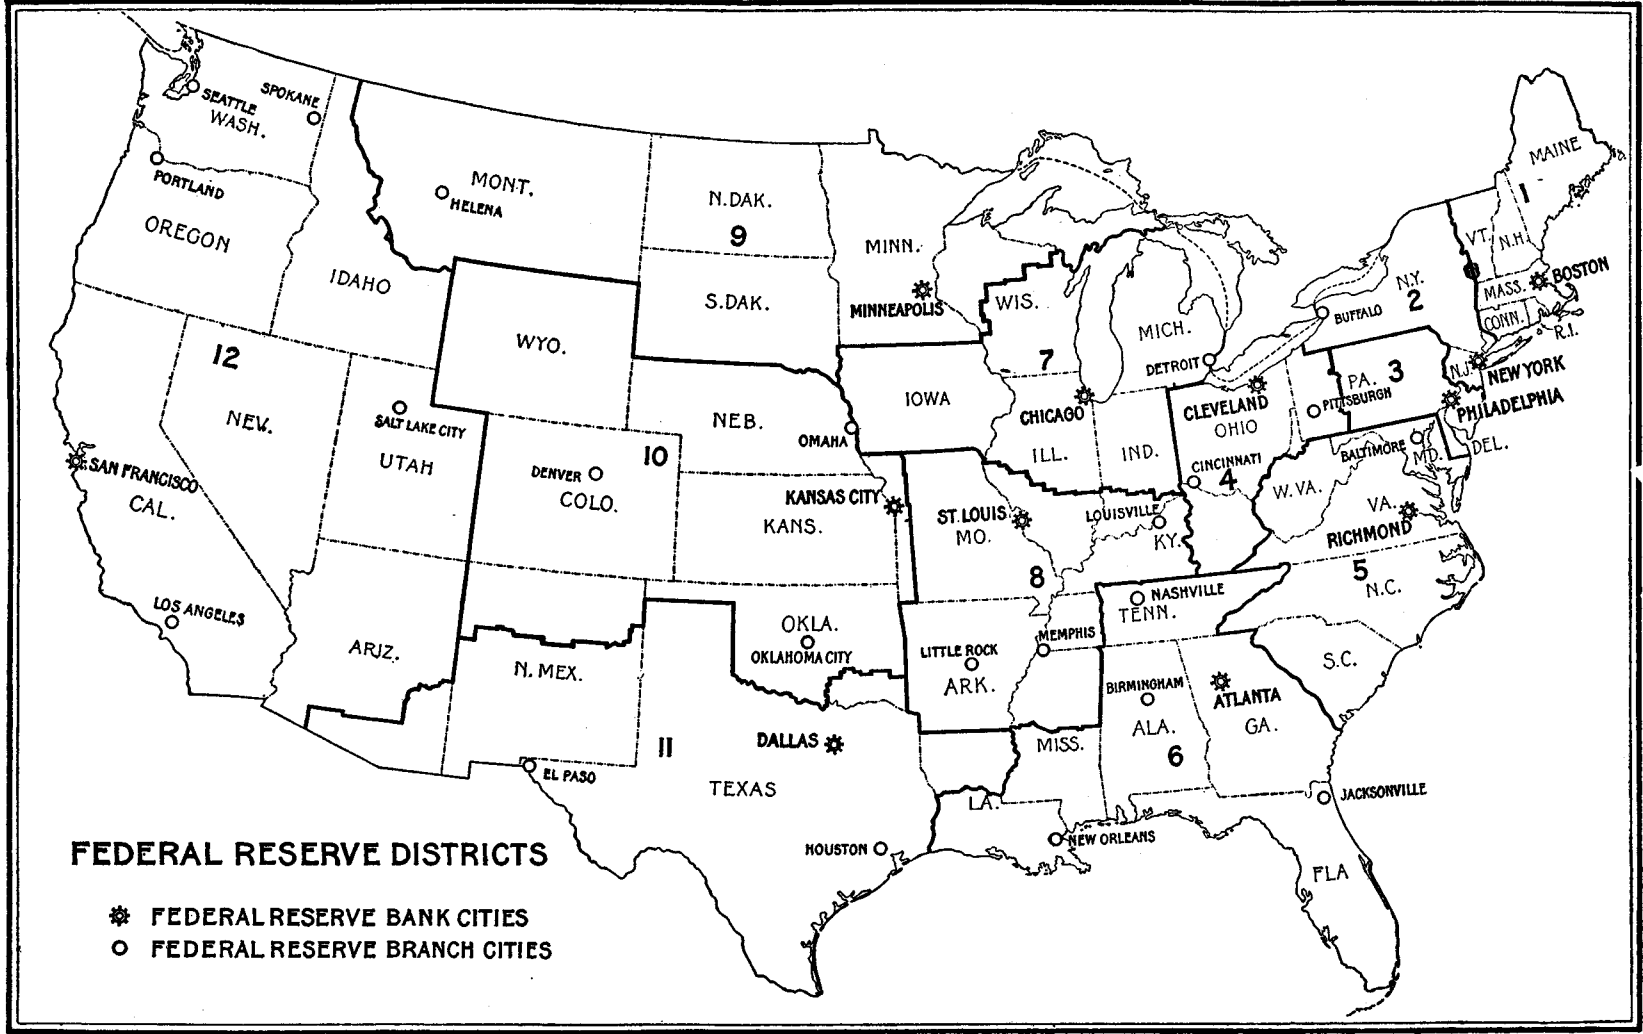 SEATTLE
SPOKANE
WASH.
PORTLAND
OREGON
MONT.
HELENA
IDAHO
N.DAK.
9
S.DAK.
MINN.
MINNEAPOLIS
WYO.
12
NEV.
SALT LAKE CITY
UTAH
SAN FRANCISCO
CAL.
LOS ANGELES
ARIZ.
NEB.
OMAHA
10
DENVER
COLO.
KANSAS CITY
KANS.
IOWA
WIS.
7
MICH.
DETROIT
CHICAGO
ILL.
IND.
CLEVELAND
OHIO
CINCINNATI
4
MAINE
1
VT.
N.H.
BOSTON
MASS.
CONN.
R.I.
N.Y.
2
BUFFALO
N.J.
NEW YORK
PA.
3
PITTSBURGH
PHILADELPHIA
BALTIMORE
MD.
DEL.
W.VA.
VA.
RICHMOND
5
N.C.
S.C.
ST. LOUIS
MO.
8
LOUISVILLE
KY.
NASHVILLE
TENN.
MEMPHIS
LITTLE ROCK
ARK.
OKLA.
OKLAHOMA CITY
N. MEX.
EL PASO
11
DALLAS
TEXAS
HOUSTON
LA.
NEW ORLEANS
MISS.
BIRMINGHAM
ALA.
6
ATLANTA
GA.
JACKSONVILLE
FLA
FEDERAL RESERVE DISTRICTS
FEDERAL RESERVE BANK CITIES
FEDERAL RESERVE BRANCH CITIES